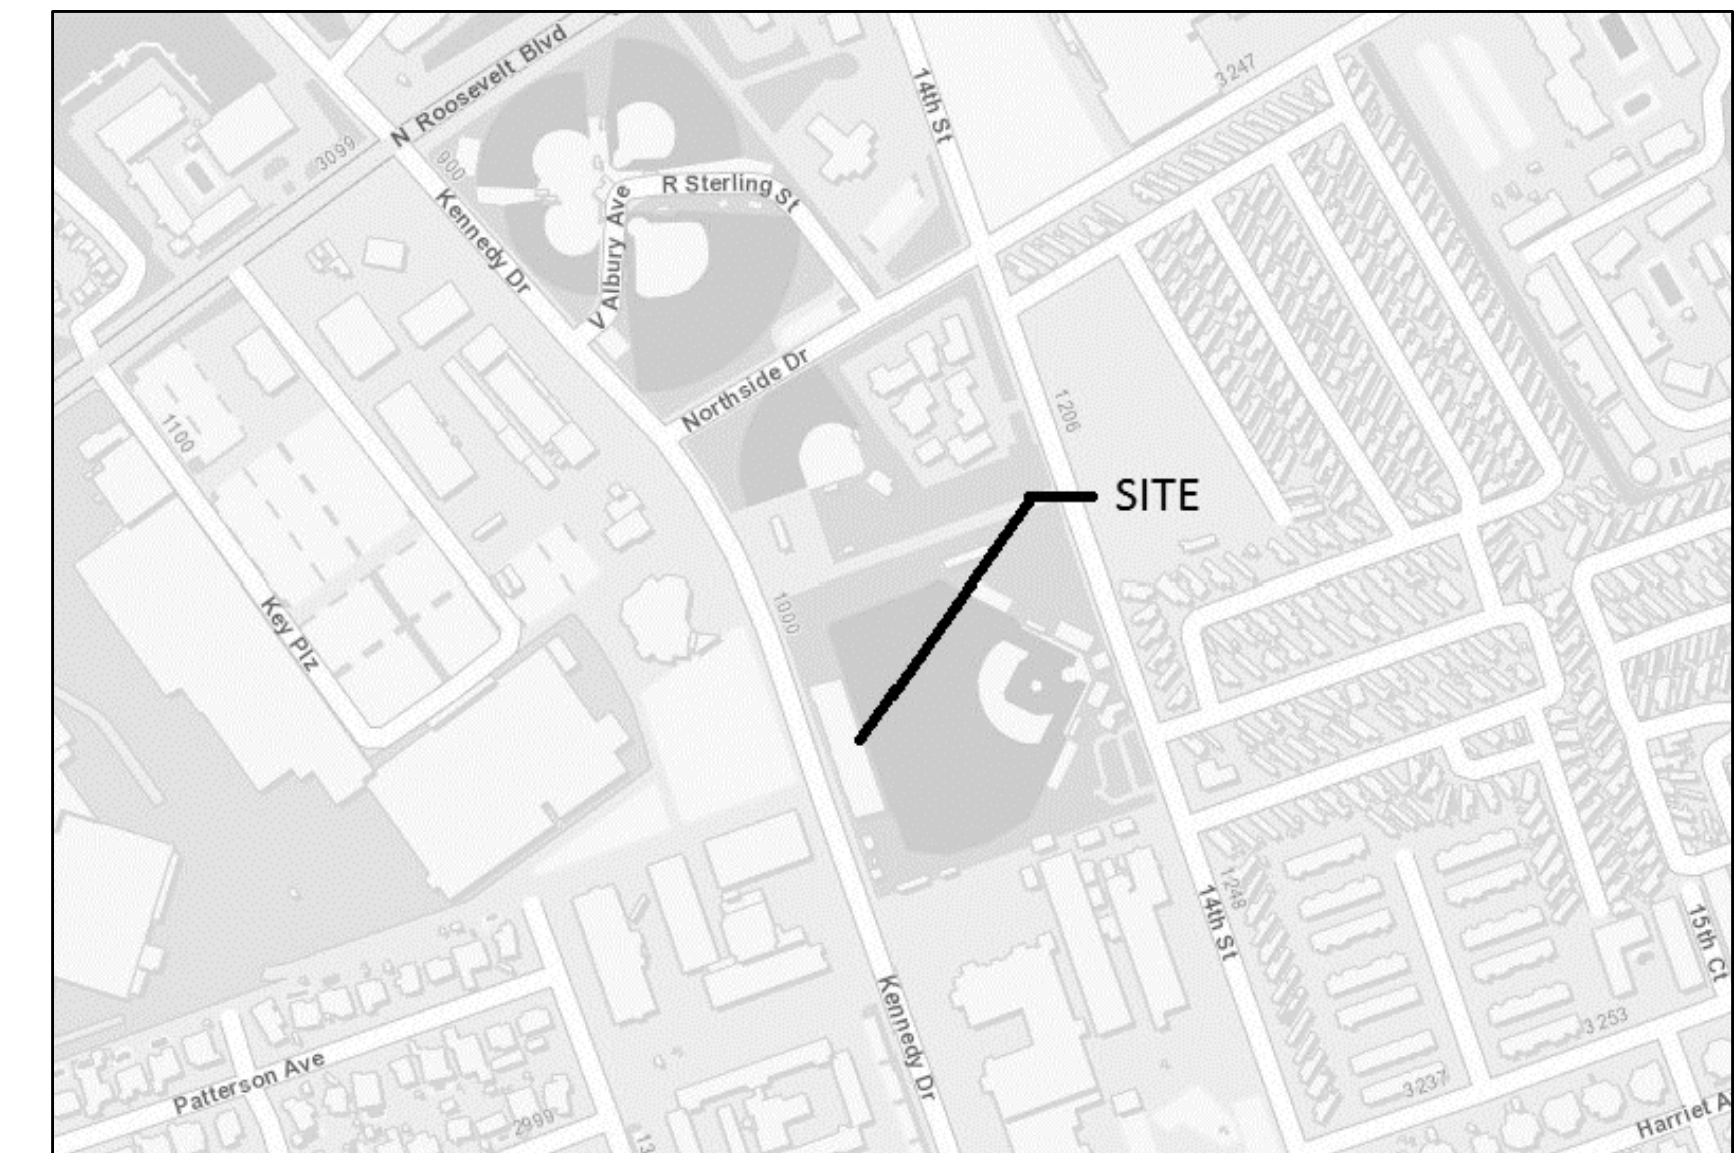 N Roosevelt Blvd
3247
14th St
3099
900
R Sterling St
Kennedy Dr
V Albury Ave
Northside Dr
1206
1100
SITE
1000
Key Plz
1248
14th St
15th Ct
Kennedy Dr
3253
Patterson Ave
3237
2999
Harriet A
13